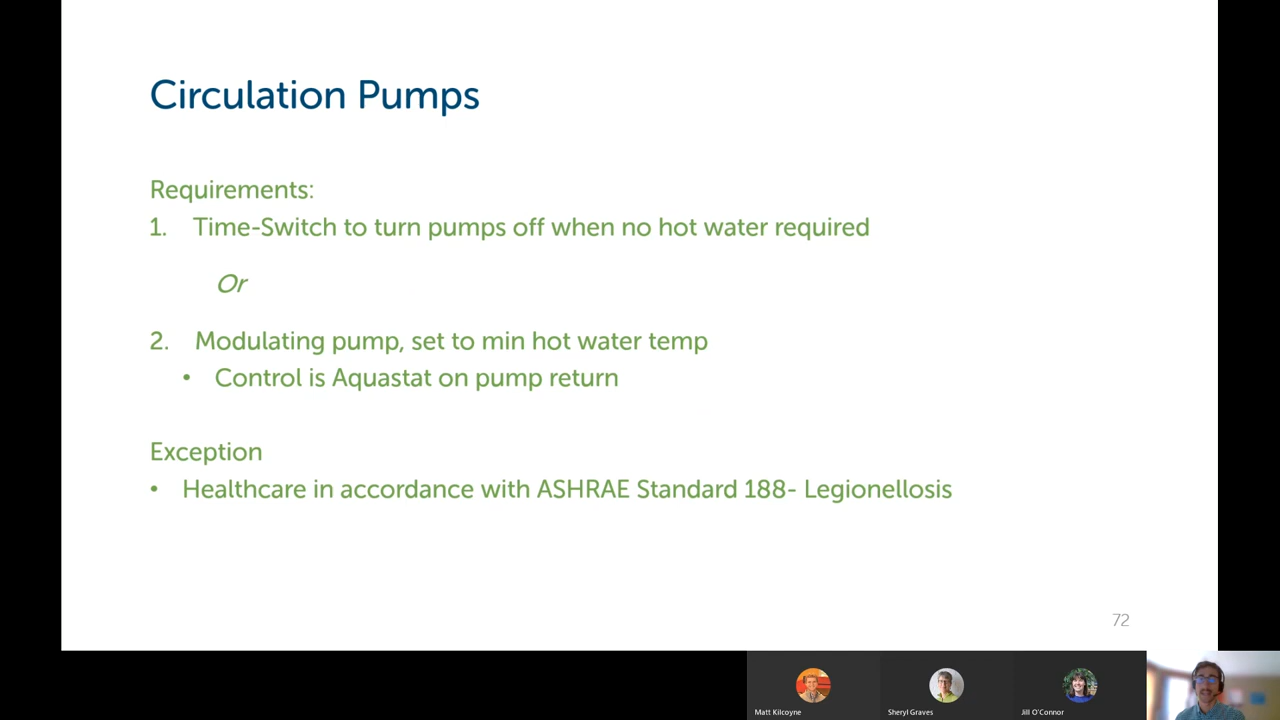 Circulation Pumps
Requirements:
1. Time-Switch to turn pumps off when no hot water required
Or
2. Modulating pump, set to min hot water temp
• Control is Aquastat on pump return
Exception
• Healthcare in accordance with ASHRAE Standard 188- Legionellosis
72
Matt Kilcoyne
Sheryl Graves
Jill O'Connor